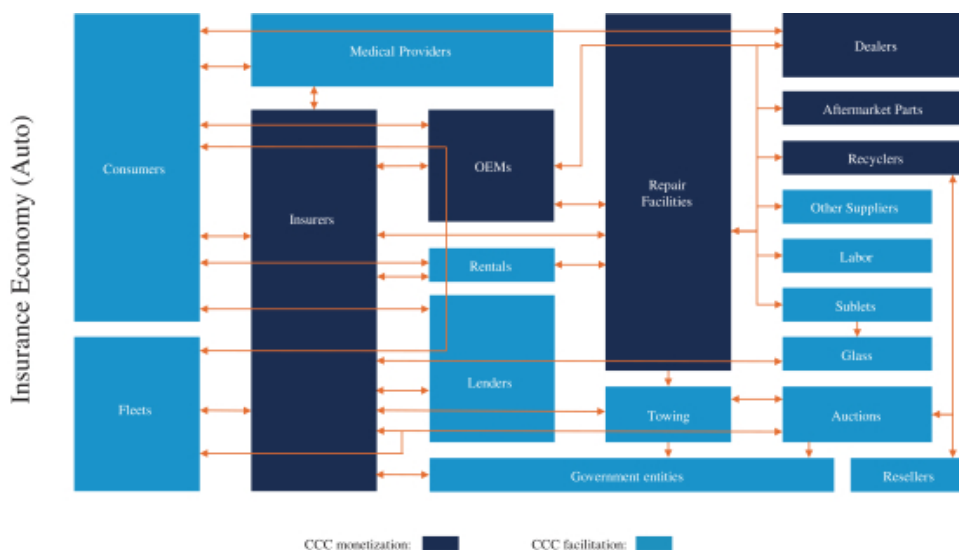 Insurance Economy (Auto)
Medical Providers
Dealers
Aftermarket Parts
Consumers
OEMs
Recyclers
Repair
Facilities
Insurers
Other Suppliers
Labor
Rentals
Sublets
Glass
Fleets
Lenders
Towing
Auctions
Government entities
Resellers
CCC monetization:
CCC facilitation: